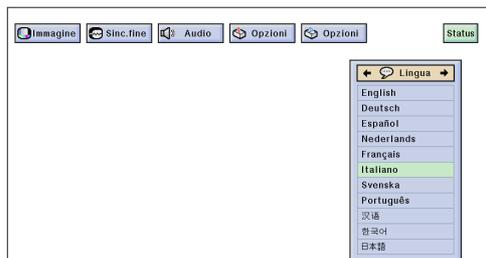 Immagine Sinc.fine Audio Opzioni Opzioni Status
Lingua
English
Deutsch
Español
Nederlands
Français
Italiano
Svenska
Português
汉语
한국어
日本語